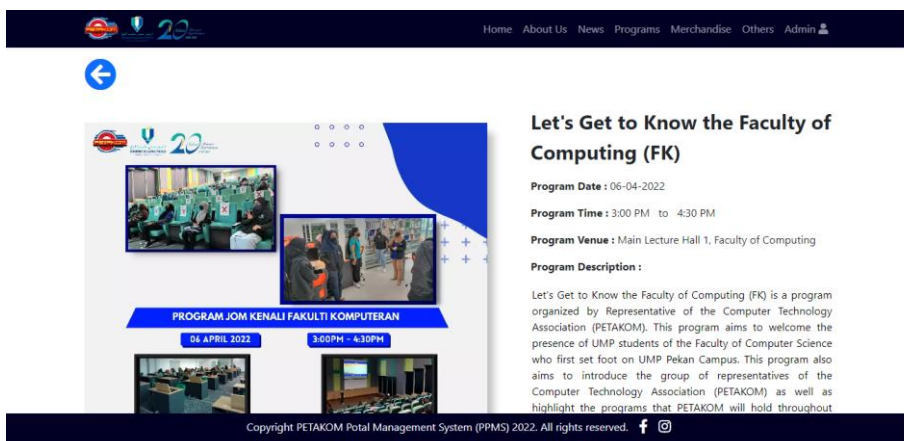 PETAKOM
20
Home About Us News Programs Merchandise Others Admin
Let's Get to Know the Faculty of
Computing (FK)
Program Date : 06-04-2022
Program Time : 3:00 PM to 4:30 PM
Program Venue : Main Lecture Hall 1, Faculty of Computing
Program Description :
Let's Get to Know the Faculty of Computing (FK) is a program
organized by Representative of the Computer Technology
Association (PETAKOM). This program aims to welcome the
presence of UMP students of the Faculty of Computer Science
who first set foot on UMP Pekan Campus. This program also
aims to introduce the group of representatives of the
Computer Technology Association (PETAKOM) as well as
highlight the programs that PETAKOM will hold throughout
PETAKOM
20
PROGRAM JOM KENALI FAKULTI KOMPUTERAN
06 APRIL 2022
3:00PM - 4:30PM
Copyright PETAKOM Potal Management System (PPMS) 2022. All rights reserved.